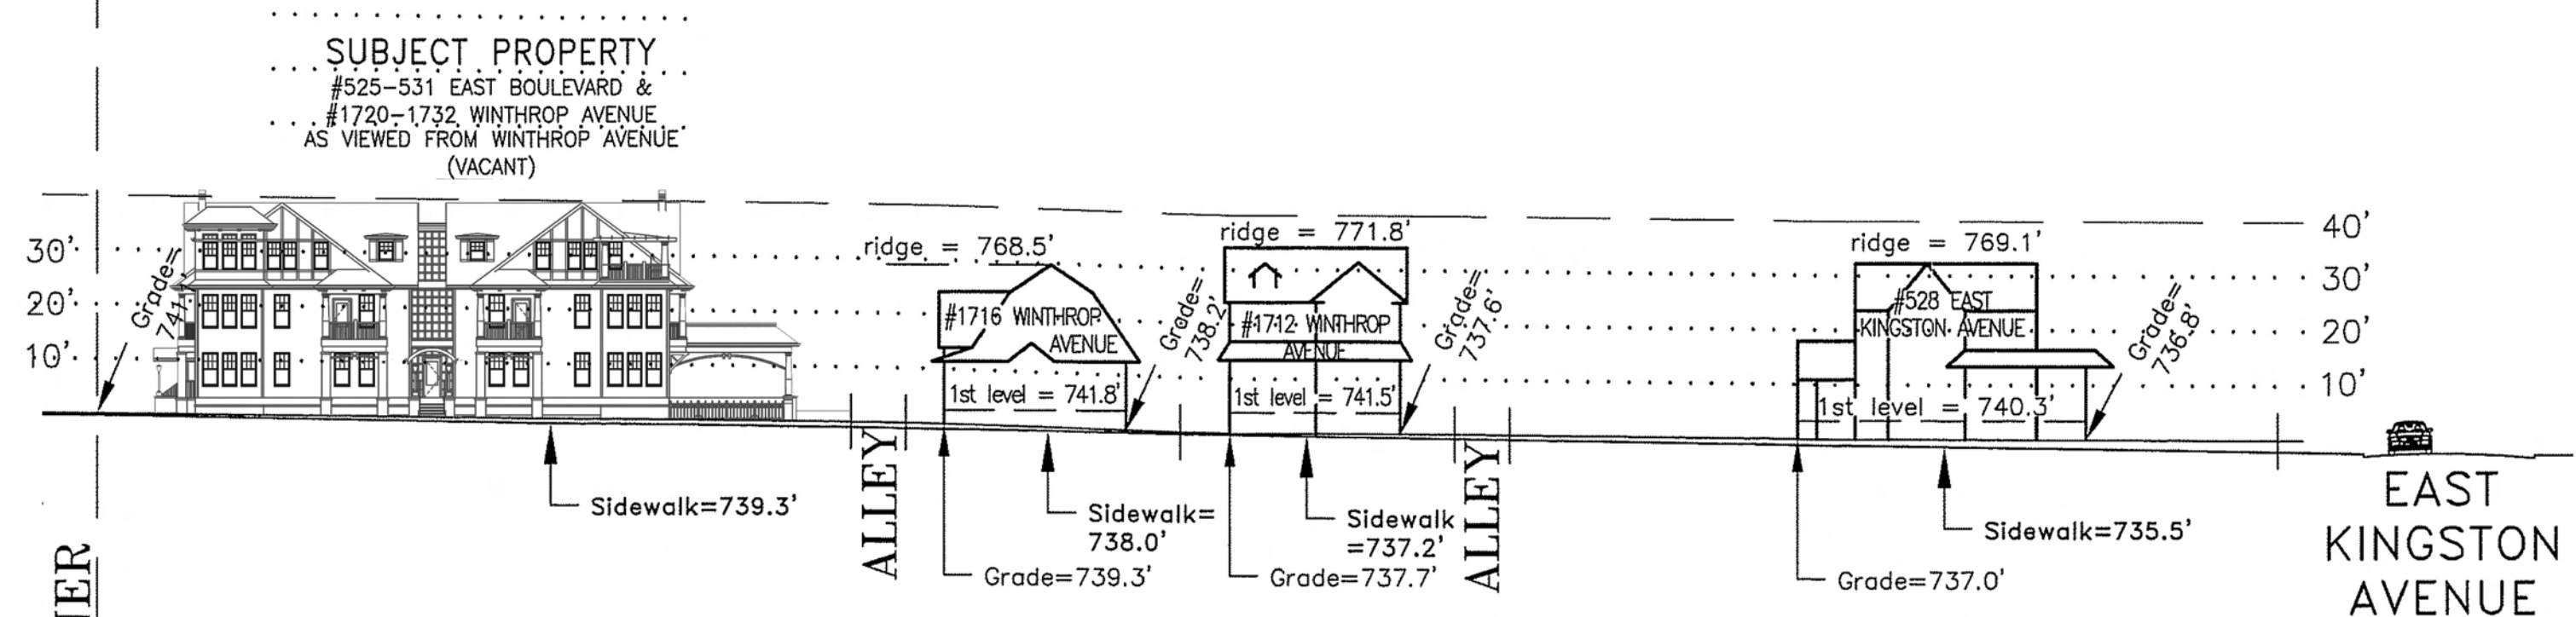 SUBJECT PROPERTY
#525-531 EAST BOULEVARD &
#1720-1732 WINTHROP AVENUE
AS VIEWED FROM WINTHROP AVENUE
(VACANT)
30'
20'
10'
Grade=
ridge = 768.5'
#1716 WINTHROP
AVENUE
1st level = 741.8'
Grade=
738.2'
ridge = 771.8'
#1712 WINTHROP
AVENUE
1st level = 741.5'
Grade=
737.6'
ridge = 769.1'
#528 EAST
KINGSTON AVENUE
1st level = 740.3'
Grade=
736.8'
40'
30'
20'
10'
Sidewalk=739.3'
ALLEY
Sidewalk=
738.0'
Grade=739.3'
Sidewalk
=737.2'
Grade=737.7'
ALLEY
Sidewalk=735.5'
Grade=737.0'
EAST
KINGSTON
AVENUE